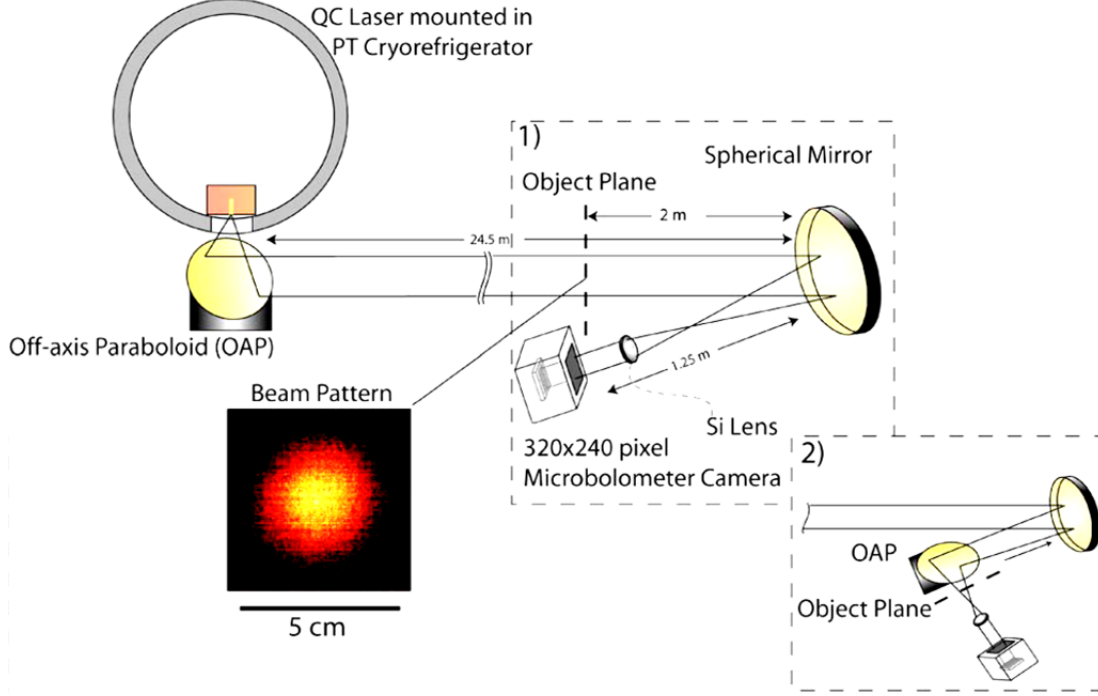 QC Laser mounted in
PT Cryorefrigerator
1)
Spherical Mirror
Object Plane
2 m
24.5 m
Off-axis Paraboloid (OAP)
1.25 m
Beam Pattern
Si Lens
320x240 pixel
Microbolometer Camera
5 cm
2)
OAP
Object Plane